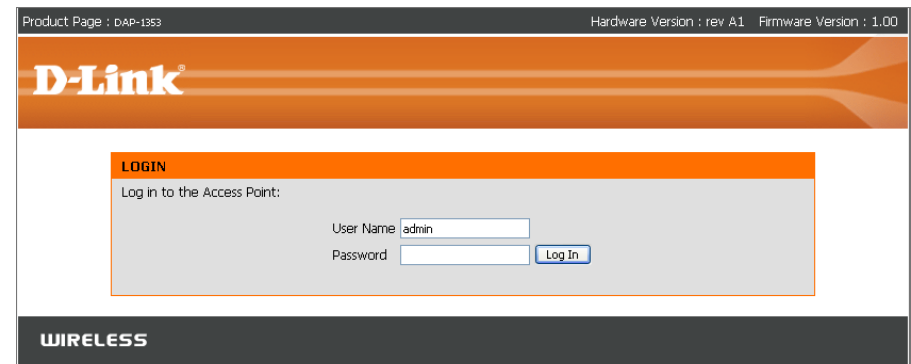 Product Page : DAP-1353 Hardware Version : rev A1 Firmware Version : 1.00
D-Link®
LOGIN
Log in to the Access Point:
User Name admin
Password Log In
WIRELESS